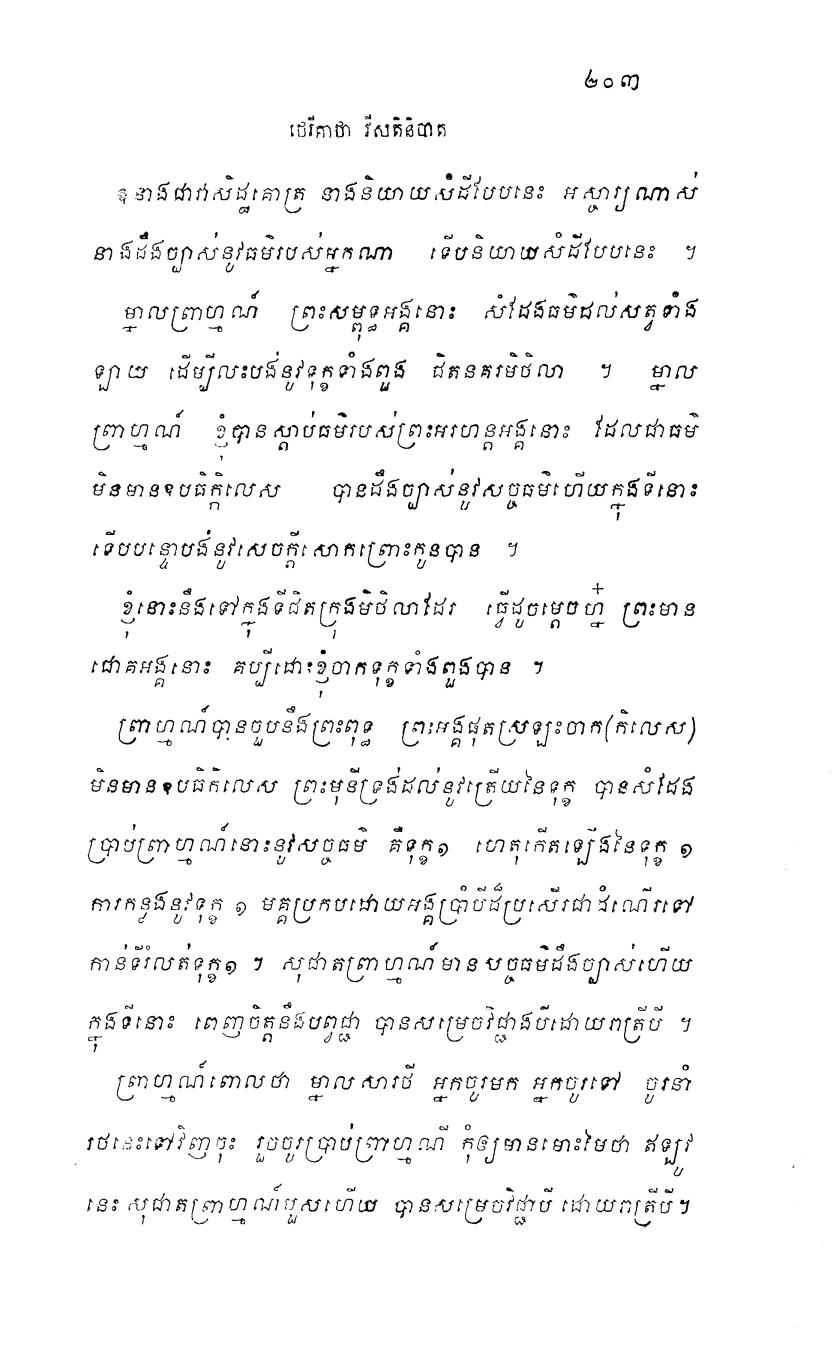 ២០៣
ថេរីគាថា វីសតិនិបាត
នាងជាវាសិដ្ឋគោត្រ នាងនិយាយសំដីបែបនេះ អស្ចារ្យណាស់
នាងដឹងច្បាស់នូវធម៌របស់អ្នកណា ទើបនិយាយសំដីបែបនេះ ។
ម្នាលព្រាហ្មណ៍ ព្រះសម្ពុទ្ធអង្គនោះ សំដែងធម៌ដល់សត្វទាំង
ឡាយ ដើម្បីលះបង់នូវទុក្ខទាំងពួង ជិតនគរមិថិលា ។ ម្នាល
ព្រាហ្មណ៍ ខ្ញុំបានស្តាប់ធម៌របស់ព្រះអរហន្តអង្គនោះ ដែលជាធម៌
មិនមានឧបធិក្កិលេស បានដឹងច្បាស់នូវសច្ចធម៌ហើយក្នុងទីនោះ
ទើបបន្ទោបង់នូវសេចក្តីសោកព្រោះកូនបាន ។
ខ្ញុំនោះនឹងទៅក្នុងទីជិតក្រុងមិថិលាដែរ ធ្វើដូចម្តេចហ្ន៎ ព្រះមាន
ជោគអង្គនោះ គប្បីដោះខ្ញុំចាកទុក្ខទាំងពួងបាន ។
ព្រាហ្មណ៍បានចួបនឹងព្រះពុទ្ធ ព្រះអង្គផុតស្រឡះចាក(កិលេស)
មិនមានឧបធិកិលេស ព្រះមុនីទ្រង់ដល់នូវត្រើយនៃទុក្ខ បានសំដែង
ប្រាប់ព្រាហ្មណ៍នោះនូវសច្ចធម៌ គឺទុក្ខ១ ហេតុកើតឡើងនៃទុក្ខ ១
ការកន្លងនូវទុក្ខ ១ មគ្គប្រកបដោយអង្គប្រាំបីដ៏ប្រសើរជាដំណើរទៅ
កាន់ទីរំលត់ទុក្ខ១ ។ សុជាតព្រាហ្មណ៍មានសច្ចធម៌ដឹងច្បាស់ហើយ
ក្នុងទីនោះ ពេញចិត្តនឹងបព្វជ្ជា បានសម្រេចវិជ្ជាងបីដោយរាត្រីបី ។
ព្រាហ្មណ៍ពោលថា ម្នាលសារថី អ្នកចូរមក អ្នកចូរទៅ ចូរនាំ
រថនេះទៅវិញចុះ រួចចូរប្រាប់ព្រាហ្មណី កុំឲ្យមានមោះមៃថា ឥឡូវ
នេះ សុជាតព្រាហ្មណ៍បួសហើយ បានសម្រេចវិជ្ជាបី ដោយរាត្រីបី។